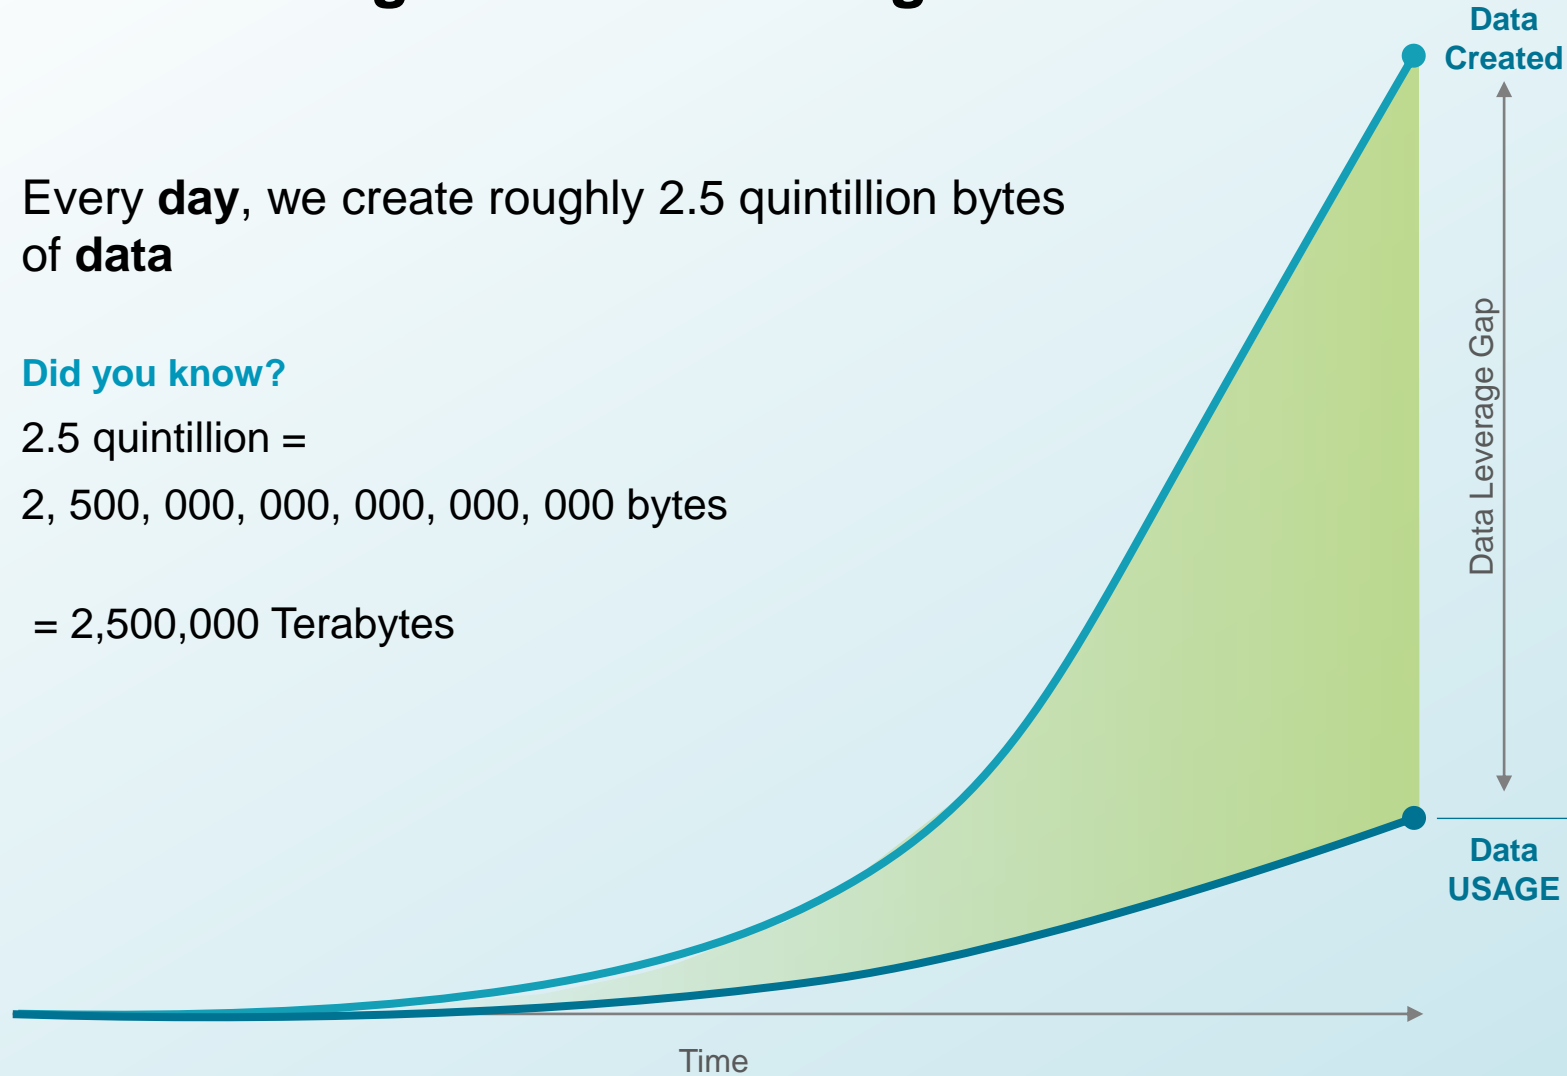 Data
Created
Every day, we create roughly 2.5 quintillion bytes
of data
Did you know?
2.5 quintillion =
2, 500, 000, 000, 000, 000, 000 bytes
= 2,500,000 Terabytes
Data Leverage Gap
Data
USAGE
Time